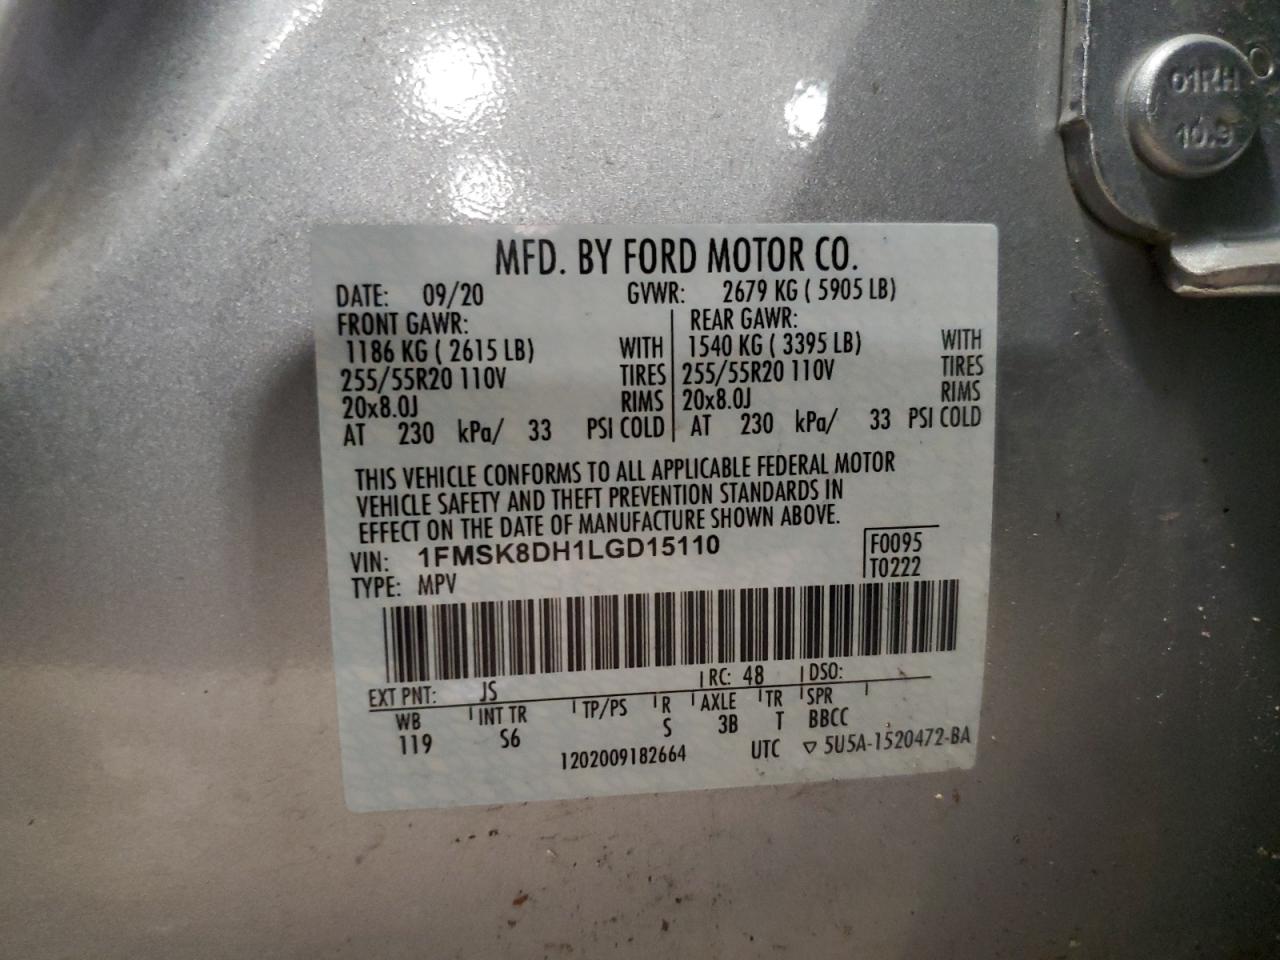 01RH
10.9
MFD. BY FORD MOTOR CO.
DATE: 09/20 GVWR: 2679 KG ( 5905 LB)
FRONT GAWR: REAR GAWR:
1186 KG ( 2615 LB) WITH 1540 KG ( 3395 LB) WITH
255/55R20 110V TIRES 255/55R20 110V TIRES
20x8.0J RIMS 20x8.0J RIMS
AT 230 kPa/ 33 PSI COLD AT 230 kPa/ 33 PSI COLD
THIS VEHICLE CONFORMS TO ALL APPLICABLE FEDERAL MOTOR
VEHICLE SAFETY AND THEFT PREVENTION STANDARDS IN
EFFECT ON THE DATE OF MANUFACTURE SHOWN ABOVE.
VIN: 1FMSK8DH1LGD15110 F0095
TYPE: MPV T0222
EXT PNT: JS RC: 48 DSO:
WB INT TR TP/PS R AXLE TR SPR
119 S6 S 3B T BBCC
1202009182664 UTC ▽ 5U5A-1520472-BA